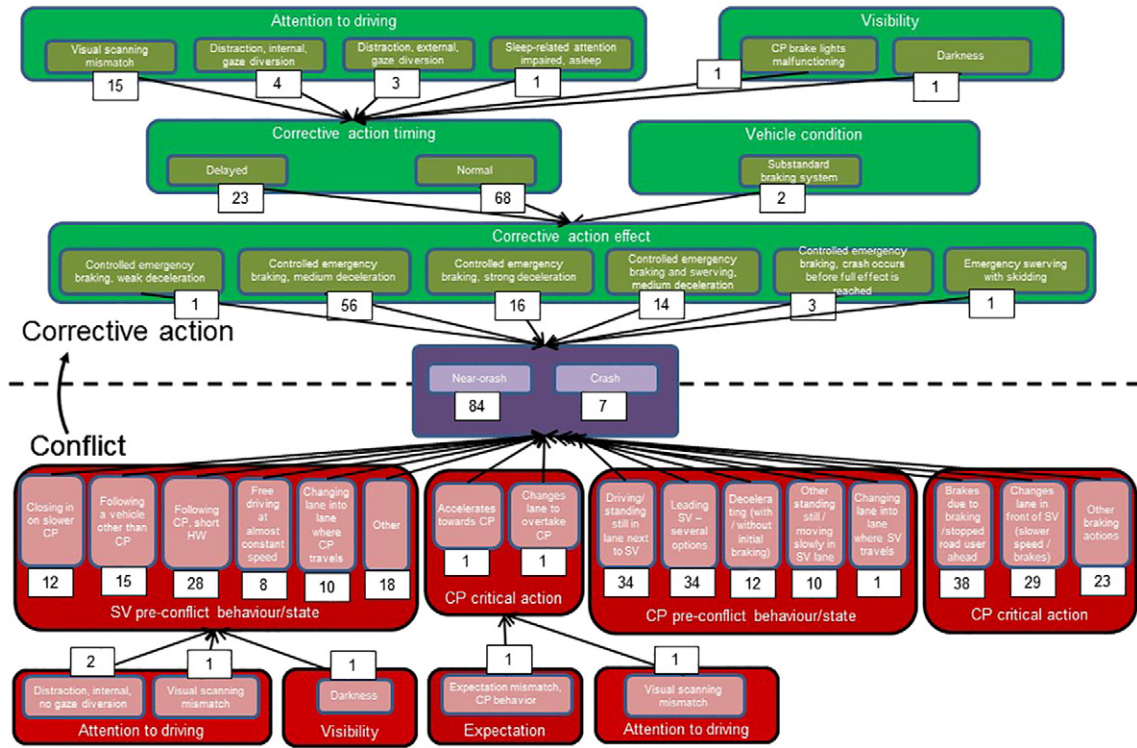 Attention to driving
Visibility
Visual scanning
mismatch
Distraction, internal,
gaze diversion
Distraction, external,
gaze diversion
Sleep-related attention
impaired, asleep
CP brake lights
malfunctioning
Darkness
15
4
3
1
1
1
Corrective action timing
Vehicle condition
Delayed
Normal
Substandard
braking system
23
68
2
Corrective action effect
Controlled emergency
braking, weak deceleration
Controlled emergency
braking, medium deceleration
Controlled emergency
braking, strong deceleration
Controlled emergency
braking and swerving,
medium deceleration
Controlled emergency
braking, crash occurs
before full effect is
reached
Emergency swerving
with skidding
1
56
16
14
3
1
Corrective action
Near-crash
Crash
84
7
Conflict
Closing in
on slower
CP
Following
a vehicle
other than
CP
Following
CP, short
HW
Free
driving at
almost
constant
speed
Changing
lane into
lane where
CP
travels
Other
12
15
28
8
10
18
SV pre-conflict behaviour/state
Accelerates
towards CP
Changes
lane to
overtake CP
1
1
CP critical action
Driving/
standing
still in
lane next
to SV
Leading
SV –
several
options
Decelera
ting (with
/ without
initial
braking)
Other
standing
still /
moving
slowly in
SV lane
Changing
lane into
lane
where SV
travels
34
34
12
10
1
CP pre-conflict behaviour/state
Brakes
due to
braking
/stopped
road user
ahead
Changes
lane in
front of SV
(slower
speed /
brakes)
Other
braking
actions
38
29
23
CP critical action
2
1
1
1
1
Distraction, internal,
no gaze diversion
Visual scanning
mismatch
Attention to driving
Darkness
Visibility
Expectation mismatch,
CP behavior
Expectation
Visual scanning
mismatch
Attention to driving